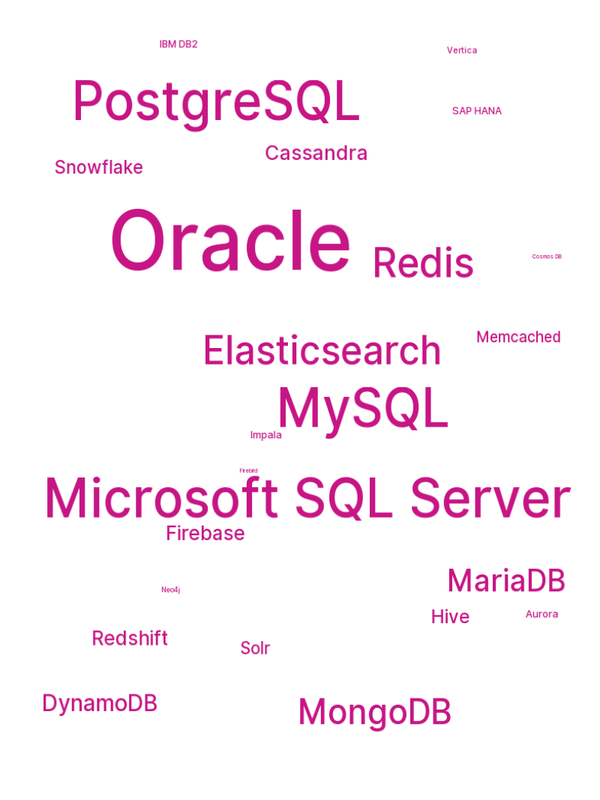 IBM DB2
Vertica
PostgreSQL
SAP HANA
Cassandra
Snowflake
Oracle
Redis
Cosmos DB
Memcached
Elasticsearch
MySQL
Impala
Firebird
Microsoft SQL Server
Firebase
MariaDB
Neo4j
Hive
Aurora
Redshift
Solr
DynamoDB
MongoDB